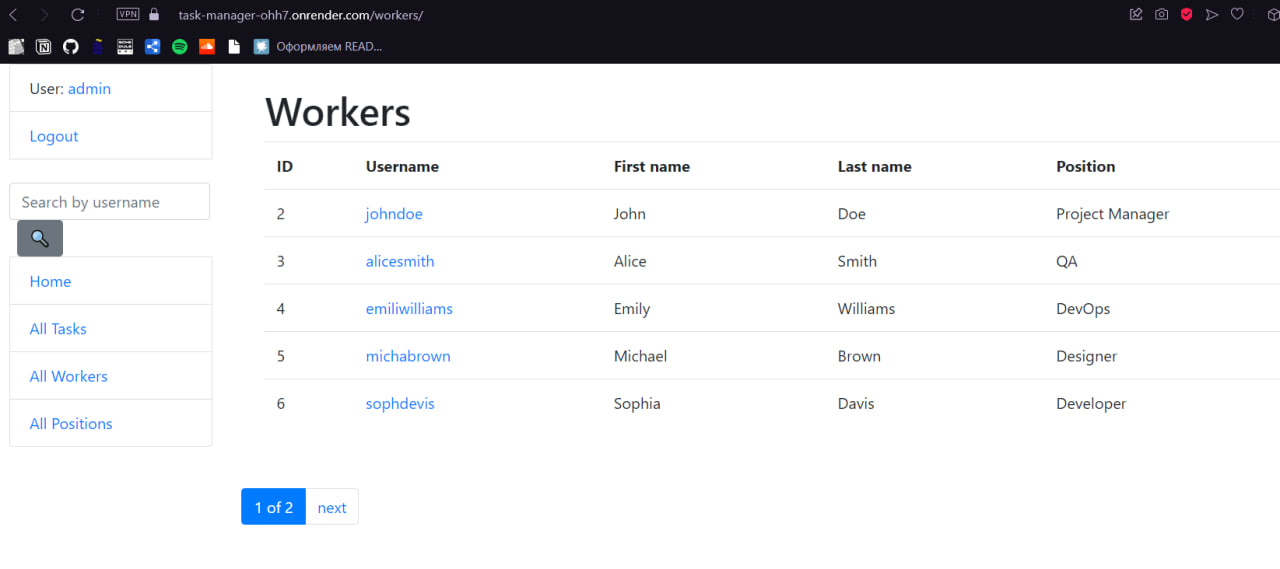 VPN task-manager-ohh7.onrender.com/workers/
Оформляем READ...
User: admin
Logout
Search by username
Home
All Tasks
All Workers
All Positions
Workers
ID Username First name Last name Position
2 johndoe John Doe Project Manager
3 alicesmith Alice Smith QA
4 emiliwilliams Emily Williams DevOps
5 michabrown Michael Brown Designer
6 sophdevis Sophia Davis Developer
1 of 2 next